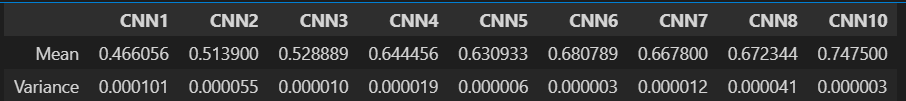 CNN1 CNN2 CNN3 CNN4 CNN5 CNN6 CNN7 CNN8 CNN10
Mean 0.466056 0.513900 0.528889 0.644456 0.630933 0.680789 0.667800 0.672344 0.747500
Variance 0.000101 0.000055 0.000010 0.000019 0.000006 0.000003 0.000012 0.000041 0.000003